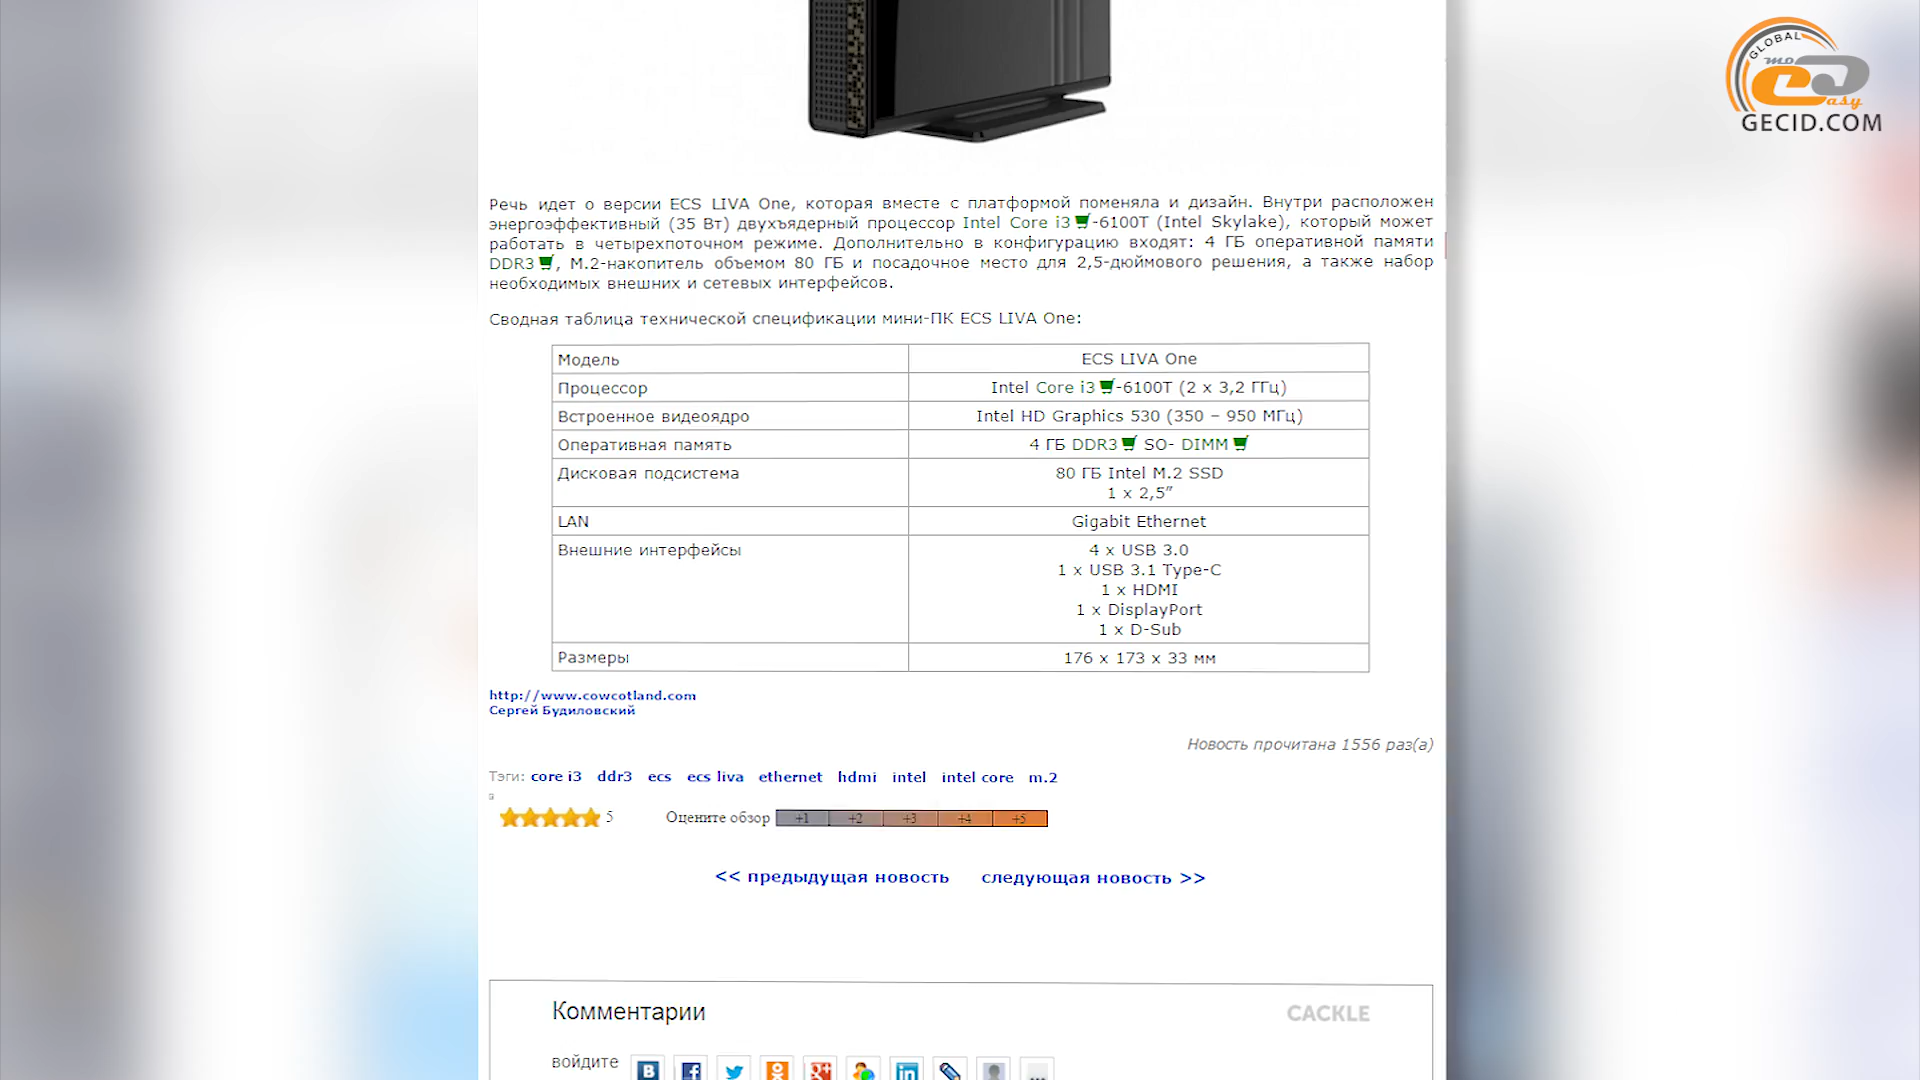 GLOBAL
mo
asy
GECID.COM
Речь идет о версии ECS LIVA One, которая вместе с платформой поменяла и дизайн. Внутри расположен
энергоэффективный (35 Вт) двухъядерный процессор Intel Core i3-6100T (Intel Skylake), который может
работать в четырехпоточном режиме. Дополнительно в конфигурацию входят: 4 ГБ оперативной памяти
DDR3, M.2-накопитель объемом 80 ГБ и посадочное место для 2,5-дюймового решения, а также набор
необходимых внешних и сетевых интерфейсов.
Сводная таблица технической спецификации мини-ПК ECS LIVA One:
Модель ECS LIVA One
Процессор Intel Core i3-6100T (2 x 3,2 ГГц)
Встроенное видеоядро Intel HD Graphics 530 (350 – 950 МГц)
Оперативная память 4 ГБ DDR3 SO- DIMM
Дисковая подсистема 80 ГБ Intel M.2 SSD
1 x 2,5”
LAN Gigabit Ethernet
Внешние интерфейсы 4 x USB 3.0
1 x USB 3.1 Type-C
1 x HDMI
1 x DisplayPort
1 x D-Sub
Размеры 176 x 173 x 33 мм
http://www.cowcotland.com
Сергей Будиловский
Новость прочитана 1556 раз(а)
Тэги: core i3 ddr3 ecs ecs liva ethernet hdmi intel intel core m.2
5 Оцените обзор +1 +2 +3 +4 +5
<< предыдущая новость следующая новость >>
Комментарии CACKLE
войдите